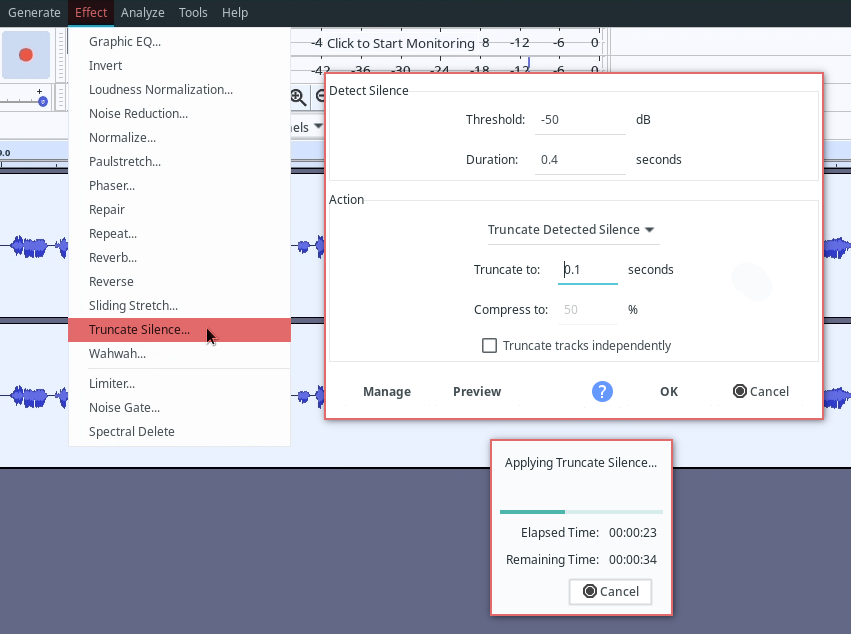 Generate Effect Analyze Tools Help
Graphic EQ...
Invert
Loudness Normalization...
Noise Reduction...
Normalize...
Paulstretch...
Phaser...
Repair
Repeat...
Reverb...
Reverse
Sliding Stretch...
Truncate Silence...
Wahwah...
Limiter...
Noise Gate...
Spectral Delete
-4 Click to Start Monitoring 8 -12 -6 0
-42 -36 -30 -24 -18 -12 -6 0
els
9.0
Detect Silence
Threshold: -50 dB
Duration: 0.4 seconds
Action
Truncate Detected Silence
Truncate to: 0.1 seconds
Compress to: 50 %
Truncate tracks independently
Manage Preview ? OK Cancel
Applying Truncate Silence...
Elapsed Time: 00:00:23
Remaining Time: 00:00:34
Cancel